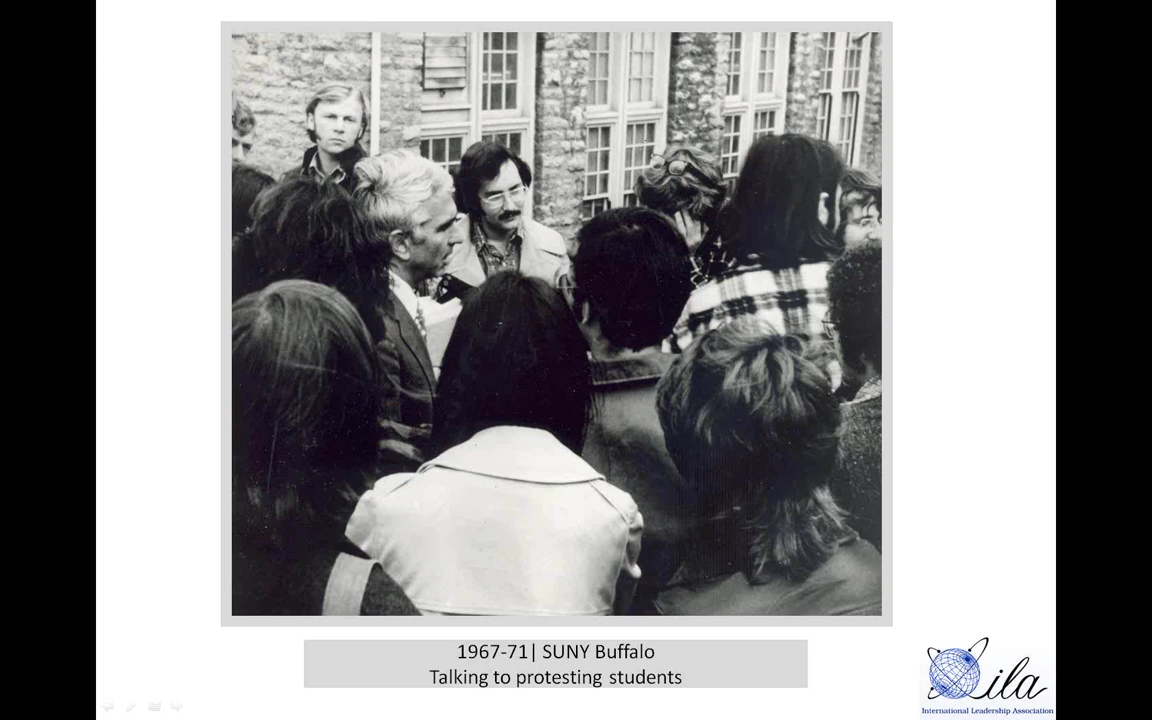 1967-71| SUNY Buffalo
Talking to protesting students
ila
International Leadership Association